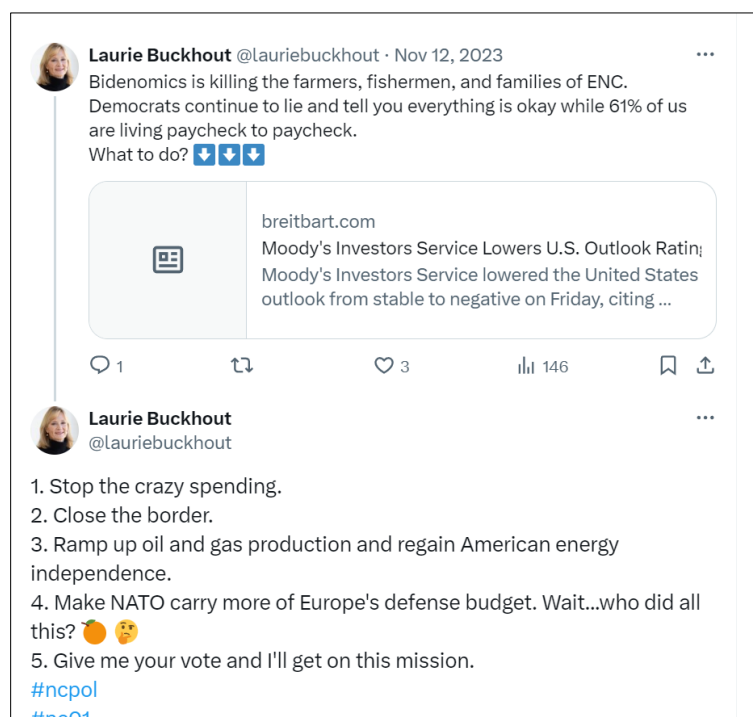 Laurie Buckhout @lauriebuckhout · Nov 12, 2023
Bidenomics is killing the farmers, fishermen, and families of ENC.
Democrats continue to lie and tell you everything is okay while 61% of us
are living paycheck to paycheck.
What to do? ⬇️⬇️⬇️
breitbart.com
Moody's Investors Service Lowers U.S. Outlook Rating
Moody's Investors Service lowered the United States
outlook from stable to negative on Friday, citing ...
1
3
146
Laurie Buckhout
@lauriebuckhout
1. Stop the crazy spending.
2. Close the border.
3. Ramp up oil and gas production and regain American energy
independence.
4. Make NATO carry more of Europe's defense budget. Wait...who did all
this? 🍊 🤔
5. Give me your vote and I'll get on this mission.
#ncpol